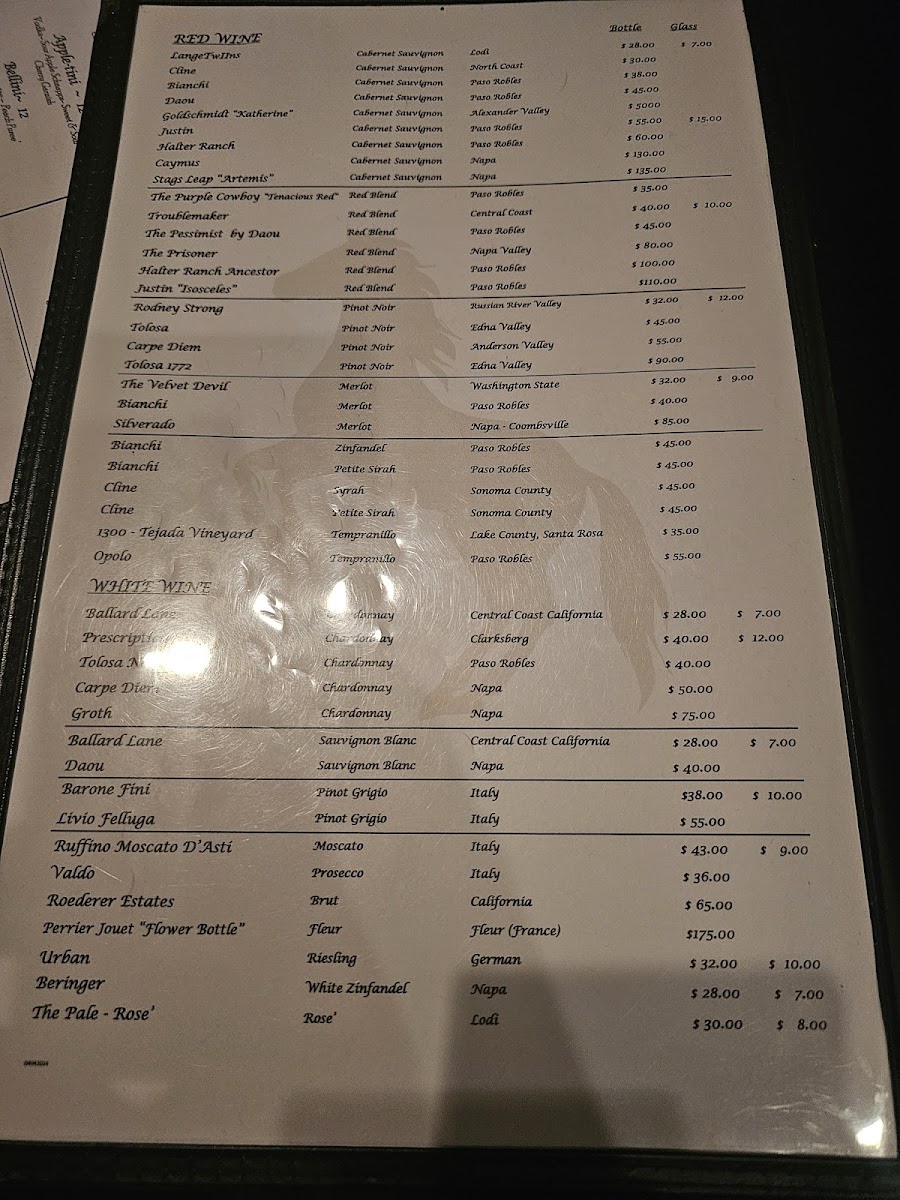 Apple-tini ~ 12
Bellini~ 12
Bottle Glass
RED WINE
LangeTwIIns Cabernet Sauvignon Lodi $ 28.00 $ 7.00
Cline Cabernet Sauvignon North Coast $ 30.00
Bianchi Cabernet Sauvignon Paso Robles $ 38.00
Daou Cabernet Sauvignon Paso Robles $ 45.00
Goldschmidt "Katherine" Cabernet Sauvignon Alexander Valley $ 5000
Justin Cabernet Sauvignon Paso Robles $ 55.00 $ 15.00
Halter Ranch Cabernet Sauvignon Paso Robles $ 60.00
Caymus Cabernet Sauvignon Napa $ 130.00
Stags Leap "Artemis" Cabernet Sauvignon Napa $ 135.00
The Purple Cowboy "Tenacious Red" Red Blend Paso Robles $ 35.00
Troublemaker Red Blend Central Coast $ 40.00 $ 10.00
The Pessimist by Daou Red Blend Paso Robles $ 45.00
The Prisoner Red Blend Napa Valley $ 80.00
Halter Ranch Ancestor Red Blend Paso Robles $ 100.00
Justin "Isosceles" Red Blend Paso Robles $110.00
Rodney Strong Pinot Noir Russian River Valley $ 32.00 $ 12.00
Tolosa Pinot Noir Edna Valley $ 45.00
Carpe Diem Pinot Noir Anderson Valley $ 55.00
Tolosa 1772 Pinot Noir Edna Valley $ 90.00
The Velvet Devil Merlot Washington State $ 32.00 $ 9.00
Bianchi Merlot Paso Robles $ 40.00
Silverado Merlot Napa - Coombsville $ 85.00
Bianchi Zinfandel Paso Robles $ 45.00
Bianchi Petite Sirah Paso Robles $ 45.00
Cline Syrah Sonoma County $ 45.00
Cline Petite Sirah Sonoma County $ 45.00
1300 - Tejada Vineyard Tempranillo Lake County, Santa Rosa $ 35.00
Opolo Tempranillo Paso Robles $ 55.00
WHITE WINE
Ballard Lane Chardonnay Central Coast California $ 28.00 $ 7.00
Chardonnay Clarksberg $ 40.00 $ 12.00
Tolosa Chardonnay Paso Robles $ 40.00
Carpe Diem Chardonnay Napa $ 50.00
Groth Chardonnay Napa $ 75.00
Ballard Lane Sauvignon Blanc Central Coast California $ 28.00 $ 7.00
Daou Sauvignon Blanc Napa $ 40.00
Barone Fini Pinot Grigio Italy $38.00 $ 10.00
Livio Felluga Pinot Grigio Italy $ 55.00
Ruffino Moscato D'Asti Moscato Italy $ 43.00 $ 9.00
Valdo Prosecco Italy $ 36.00
Roederer Estates Brut California $ 65.00
Perrier Jouet "Flower Bottle" Fleur Fleur (France) $175.00
Urban Riesling German $ 32.00 $ 10.00
Beringer White Zinfandel Napa $ 28.00 $ 7.00
The Pale - Rose' Rose' Lodi $ 30.00 $ 8.00